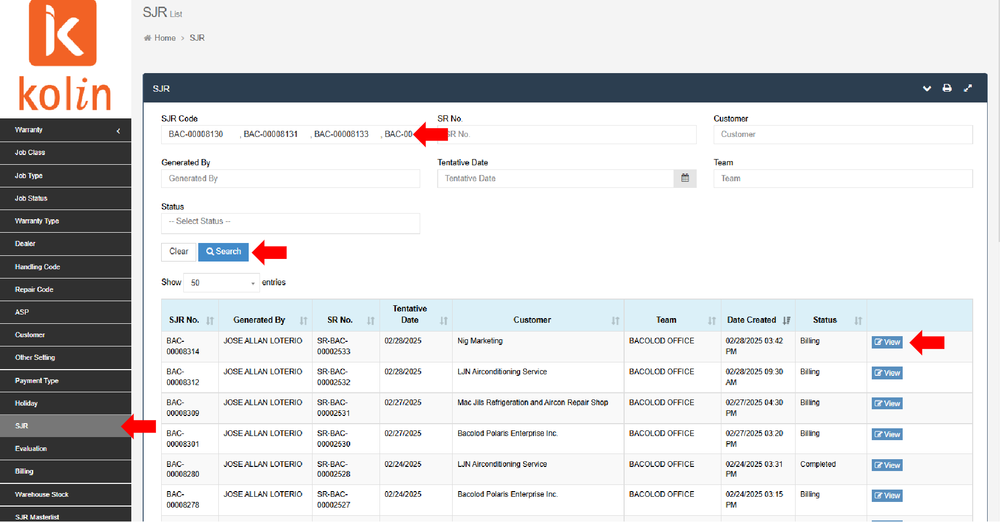 kolin
Warranty
Job Class
Job Type
Job Status
Warranty Type
Dealer
Handling Code
Repair Code
ASP
Customer
Other Setting
Payment Type
Holiday
SJR
Evaluation
Billing
Warehouse Stock
SJR Masterlist
SJR List
Home > SJR
SJR
SJR Code SR No. Customer
BAC-00008130 , BAC-00008131 , BAC-00008133 , BAC-00 SR No. Customer
Generated By Tentative Date Team
Generated By Tentative Date Team
Status
-- Select Status --
Clear Search
Show 50 entries
Tentative
SJR No. Generated By SR No. Date Customer Team Date Created Status
BAC- JOSE ALLAN LOTERIO SR-BAC- 02/28/2025 Nig Marketing BACOLOD OFFICE 02/28/2025 03:42 Billing View
00008314 00002533 PM
BAC- JOSE ALLAN LOTERIO SR-BAC- 02/28/2025 LJN Airconditioning Service BACOLOD OFFICE 02/28/2025 09:30 Billing View
00008312 00002532 AM
BAC- JOSE ALLAN LOTERIO SR-BAC- 02/27/2025 Mac Jils Refrigeration and Aircon Repair Shop BACOLOD OFFICE 02/27/2025 04:30 Billing View
00008309 00002531 PM
BAC- JOSE ALLAN LOTERIO SR-BAC- 02/27/2025 Bacolod Polaris Enterprise Inc. BACOLOD OFFICE 02/27/2025 03:20 Billing View
00008301 00002530 PM
BAC- JOSE ALLAN LOTERIO SR-BAC- 02/24/2025 LJN Airconditioning Service BACOLOD OFFICE 02/24/2025 03:31 Completed View
00008280 00002528 PM
BAC- JOSE ALLAN LOTERIO SR-BAC- 02/24/2025 Bacolod Polaris Enterprise Inc. BACOLOD OFFICE 02/24/2025 03:15 Billing View
00008278 00002527 PM